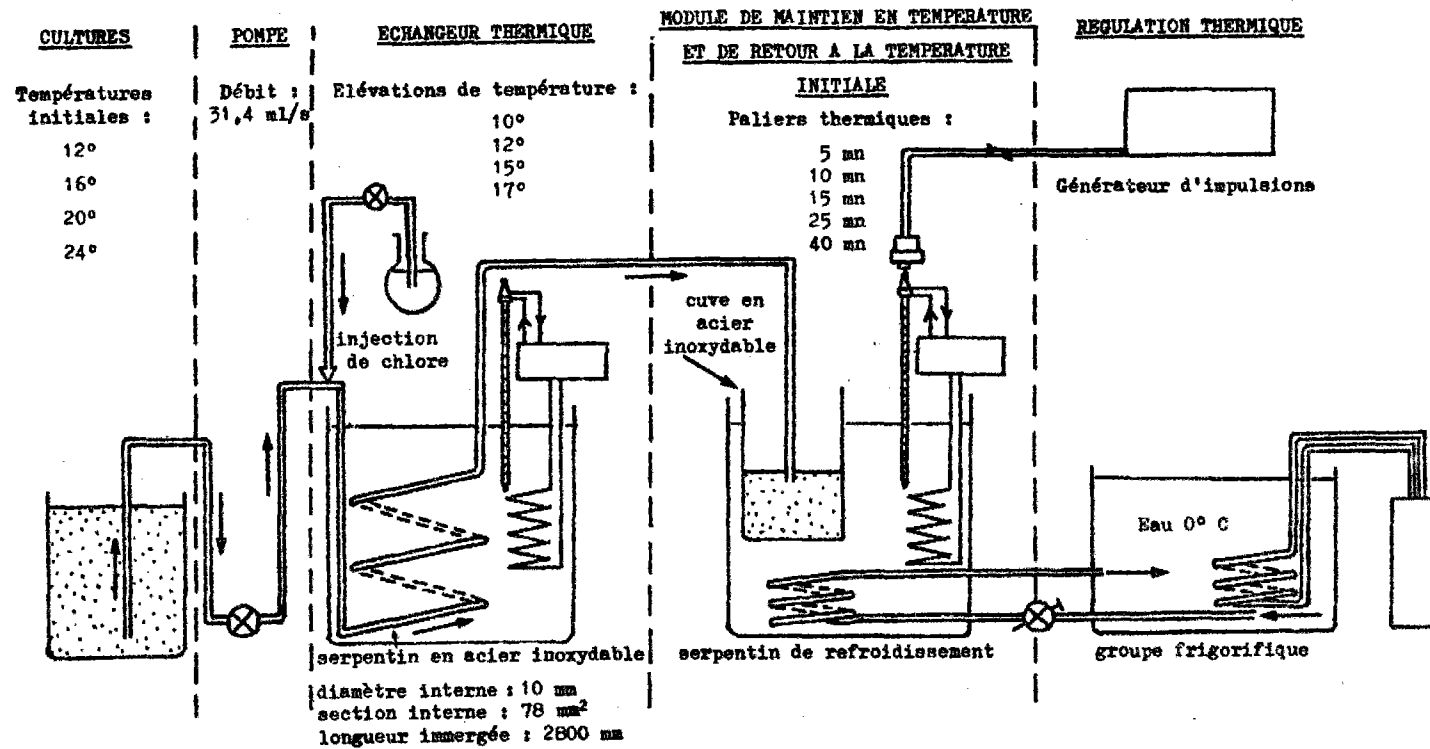 CULTURES
Températures
initiales :
12°
16°
20°
24°
POMPE
Débit :
31,4 ml/s
ECHANGEUR THERMIQUE
Elévations de température :
10°
12°
15°
17°
injection
de chlore
serpentin en acier inoxydable
diamètre interne : 10 mm
section interne : 78 mm²
longueur immergée : 2800 mm
MODULE DE MAINTIEN EN TEMPERATURE
ET DE RETOUR A LA TEMPERATURE
INITIALE
Paliers thermiques :
5 mn
10 mn
15 mn
25 mn
40 mn
cuve en
acier
inoxydable
serpentin de refroidissement
REGULATION THERMIQUE
Générateur d'impulsions
Eau 0° C
groupe frigorifique